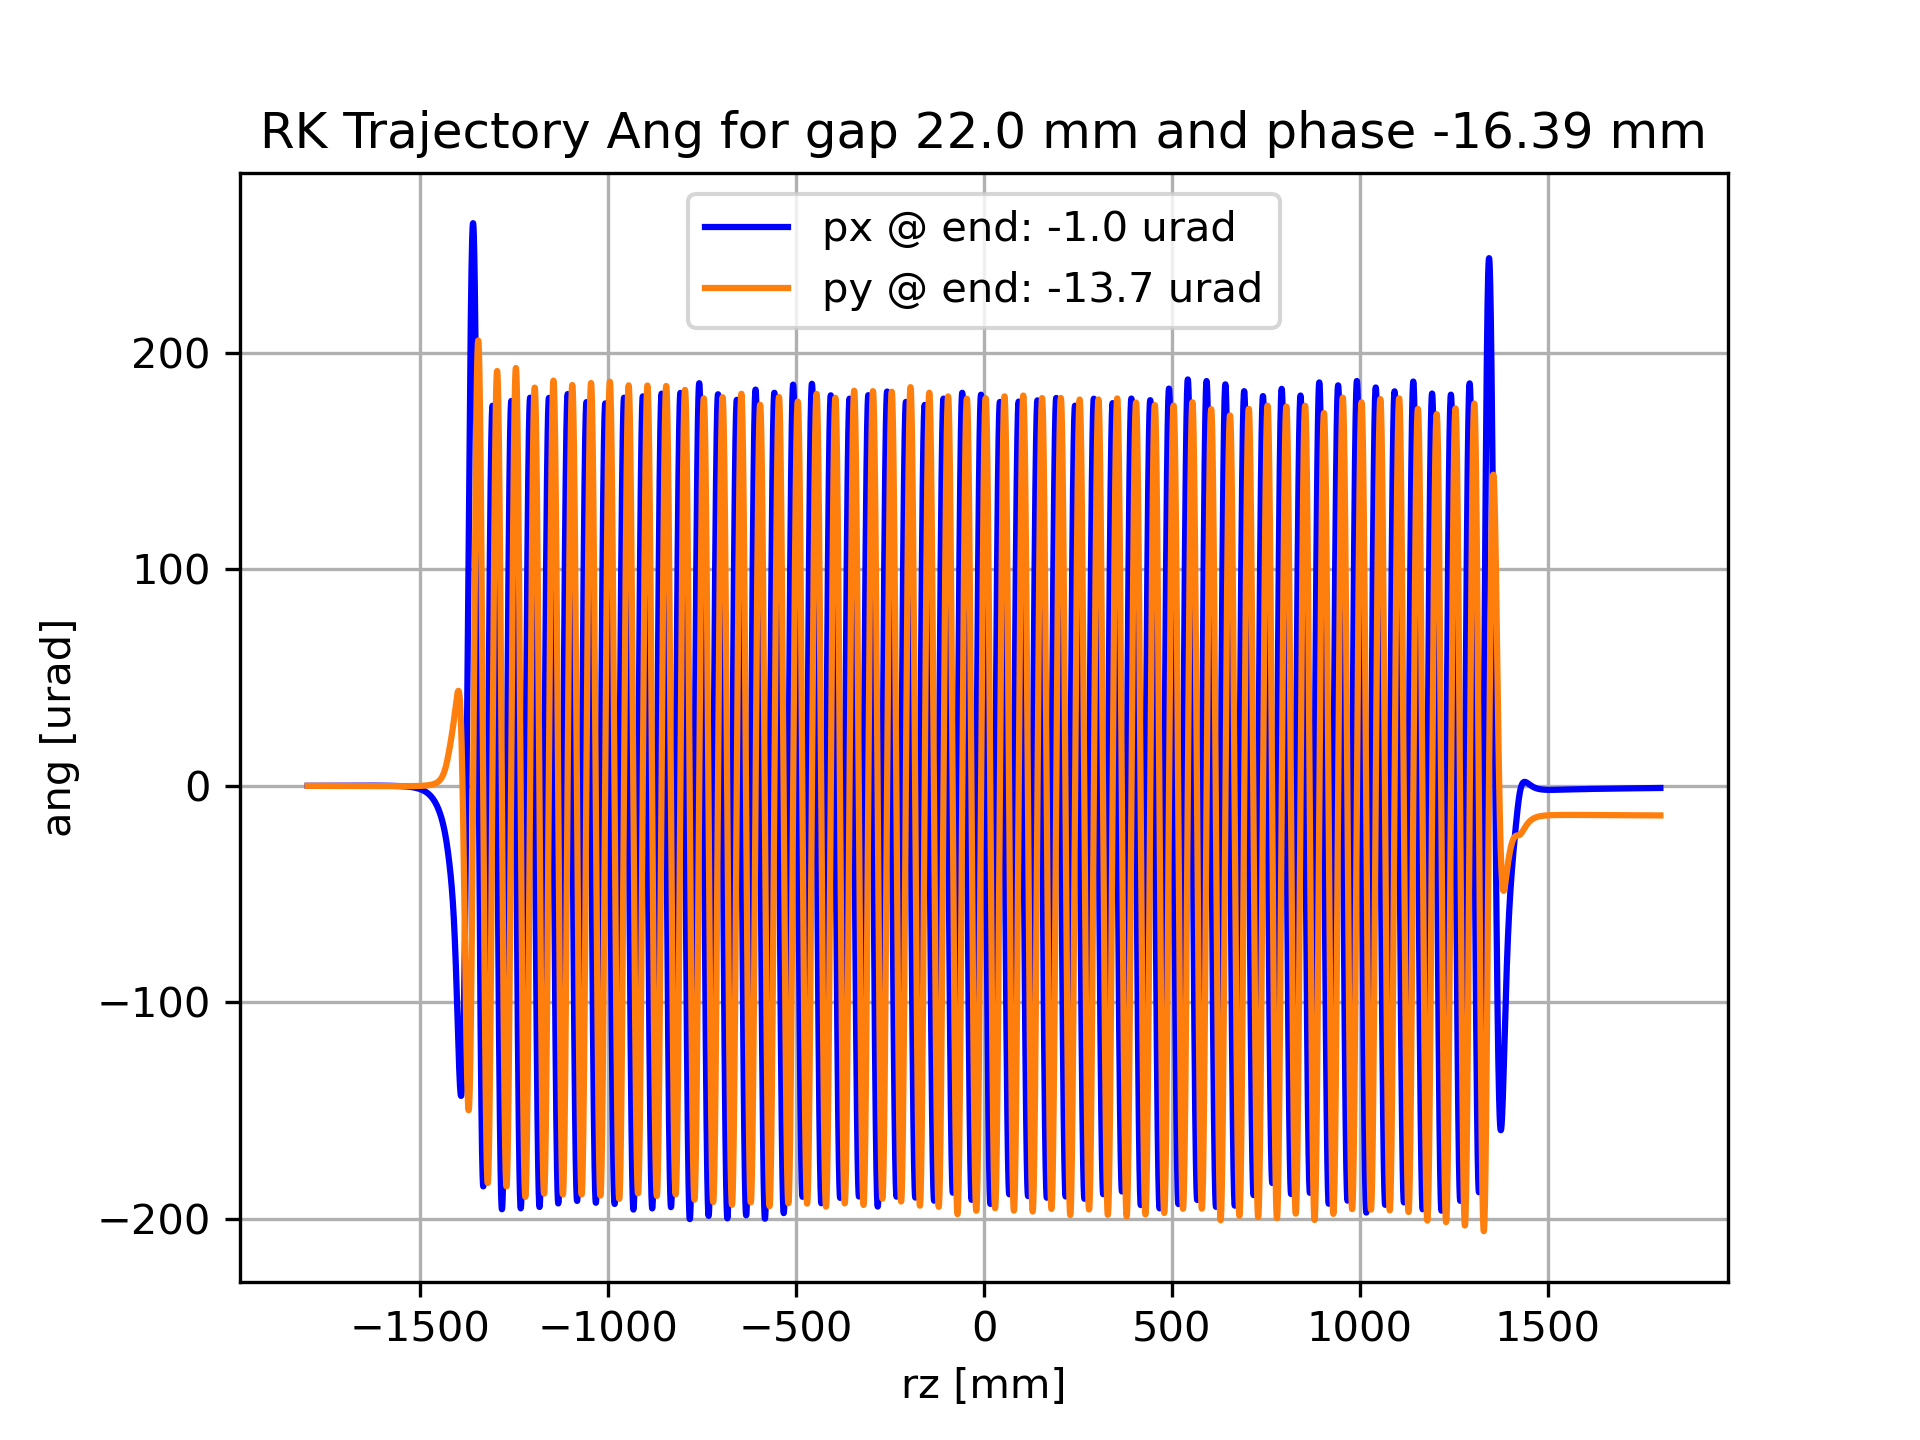 RK Trajectory Ang for gap 22.0 mm and phase -16.39 mm
px @ end: -1.0 urad
py @ end: -13.7 urad
200
100
0
−100
−200
ang [urad]
−1500 −1000 −500 0 500 1000 1500
rz [mm]